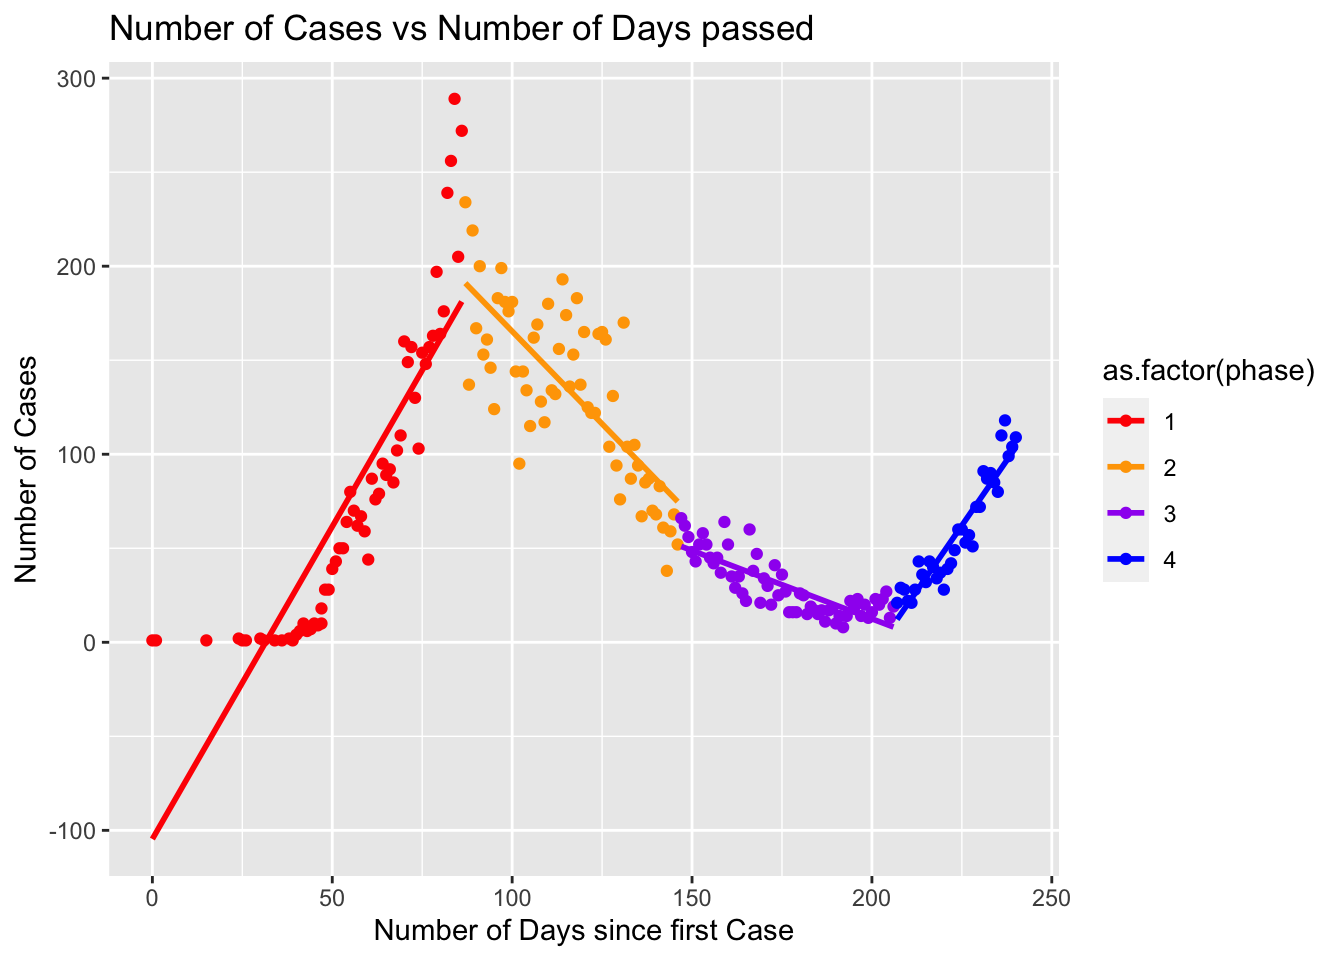 Number of Cases vs Number of Days passed
Number of Cases
300
200
100
0
-100
0 50 100 150 200 250
Number of Days since first Case
as.factor(phase)
1
2
3
4